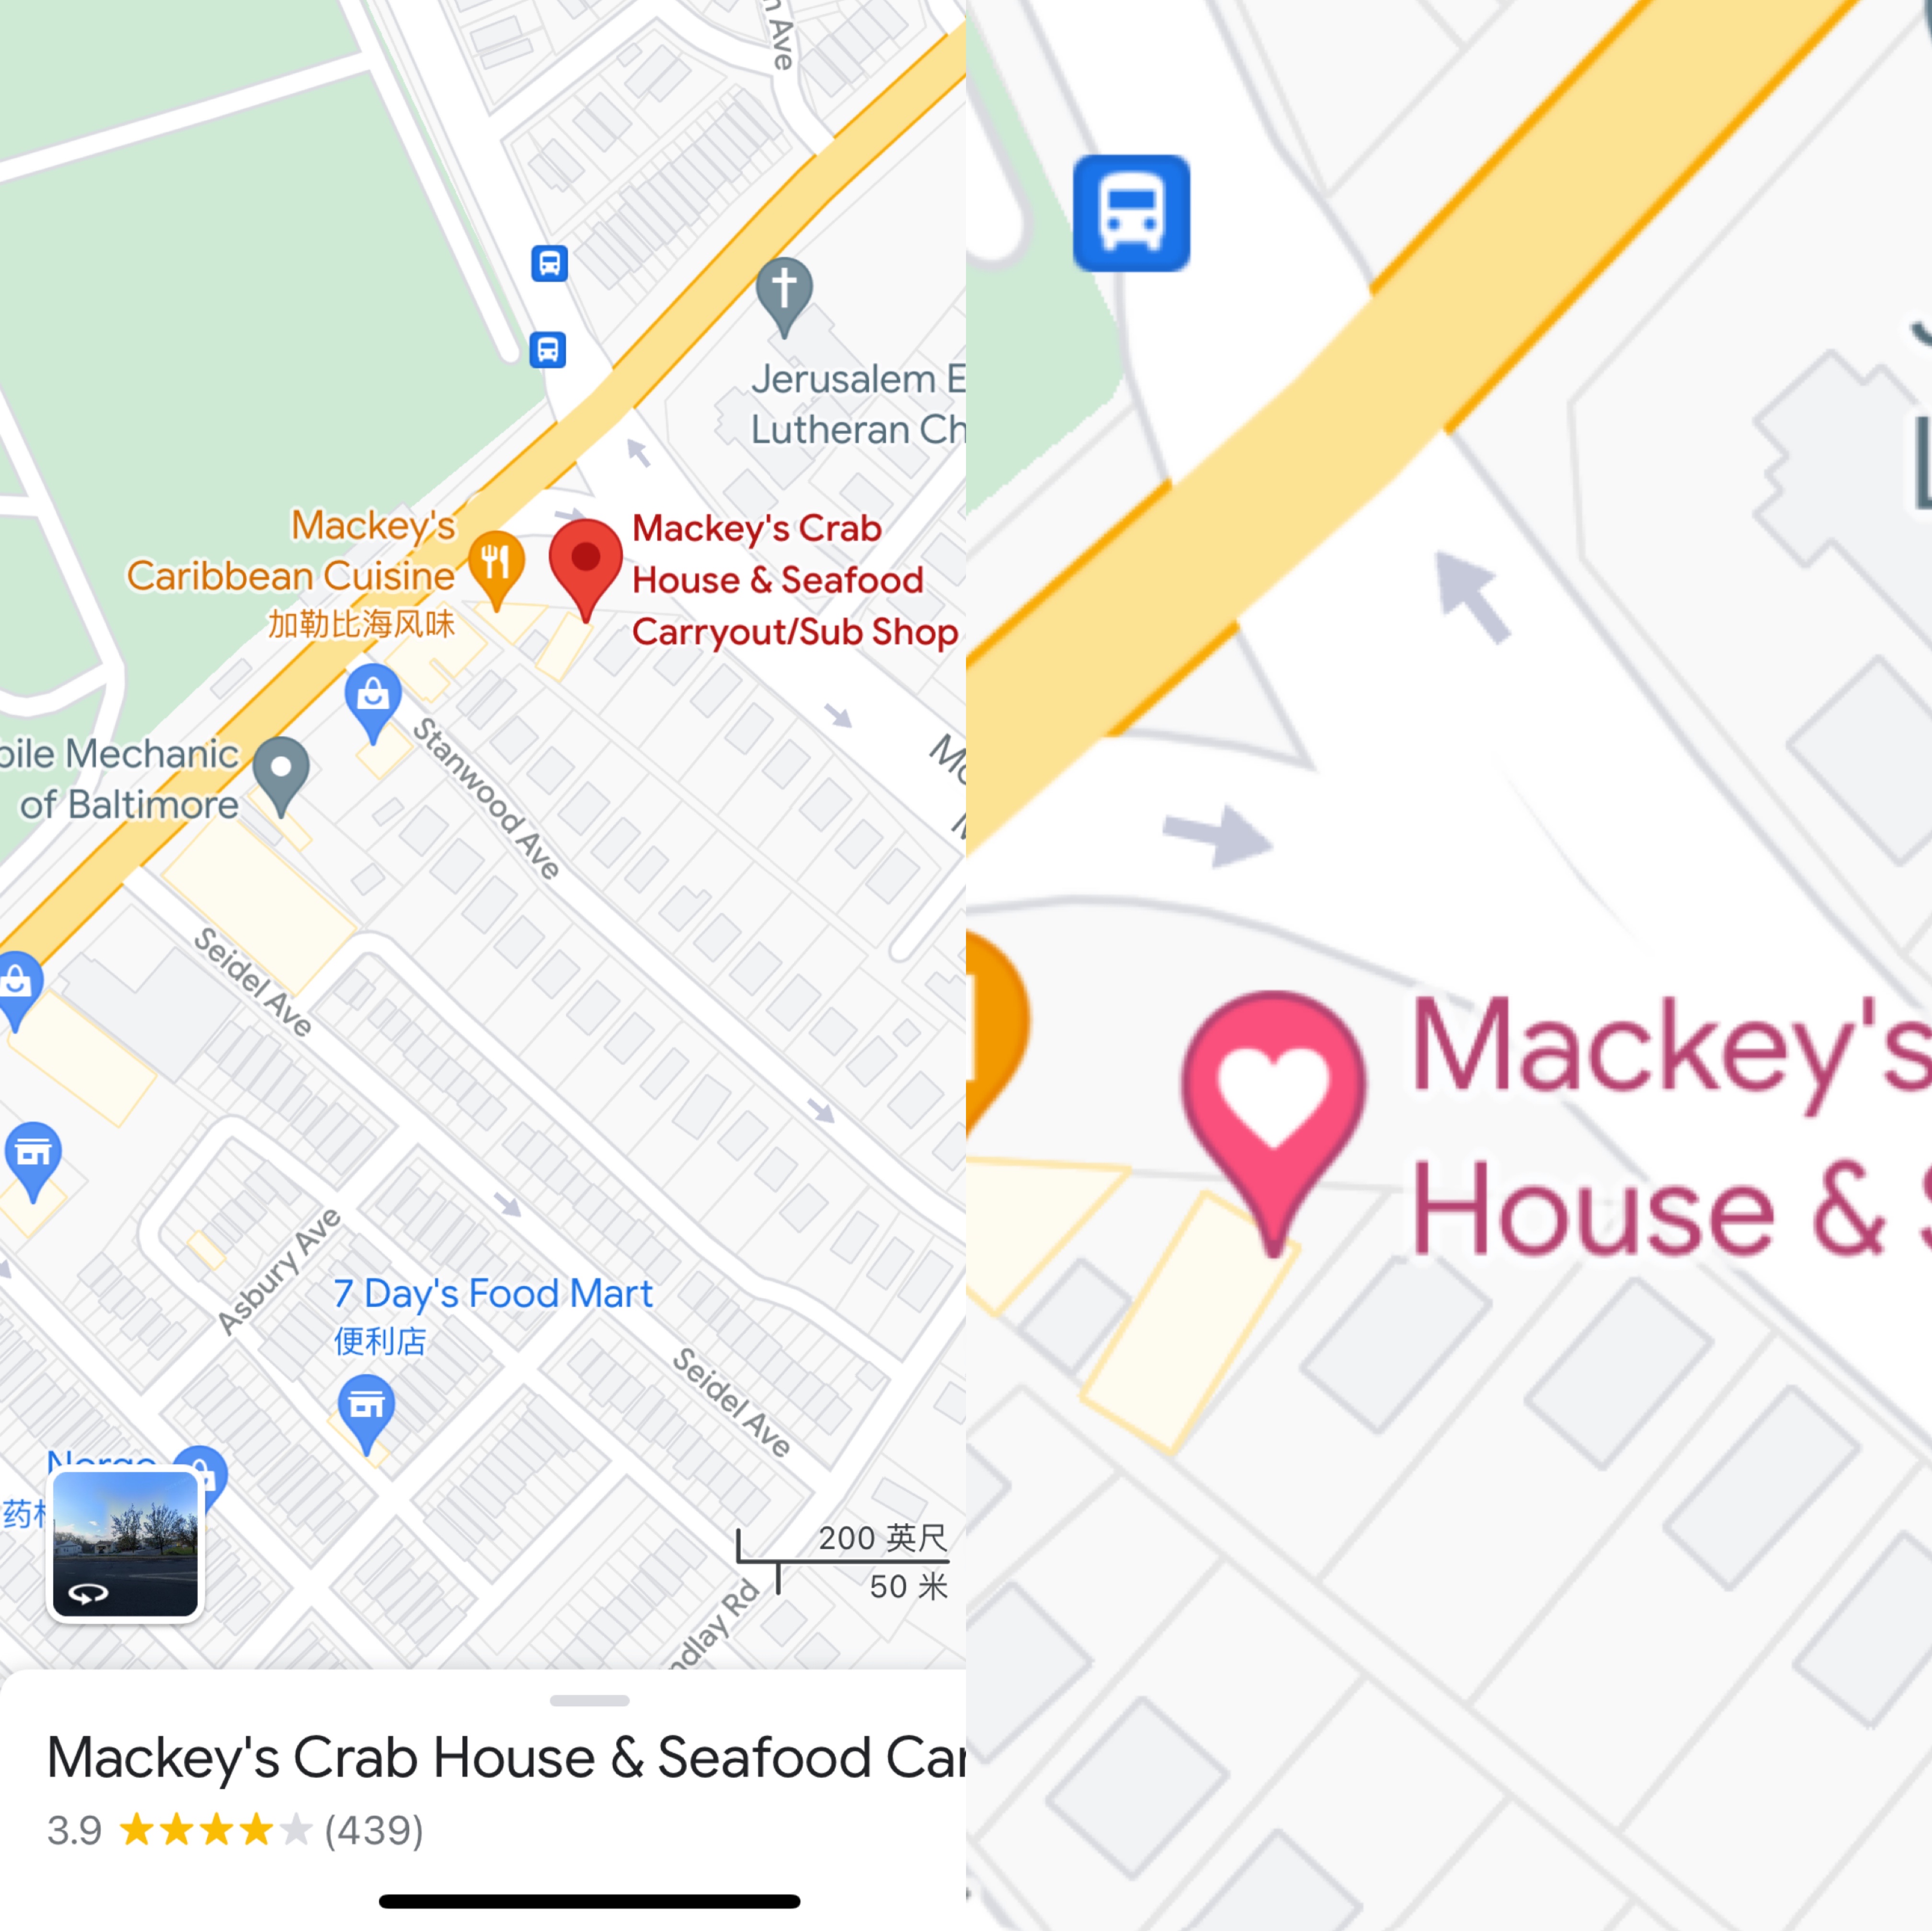 Ave
Jerusalem E
Lutheran Ch
Mackey's
Caribbean Cuisine
加勒比海风味
Mackey's Crab
House & Seafood
Carryout/Sub Shop
Mechanic
of Baltimore
Stanwood Ave
Seidel Ave
Asbury Ave
7 Day's Food Mart
便利店
Seidel Ave
200 英尺
50 米
Mackey's Crab House & Seafood Car
3.9 (439)
Mackey's
House &